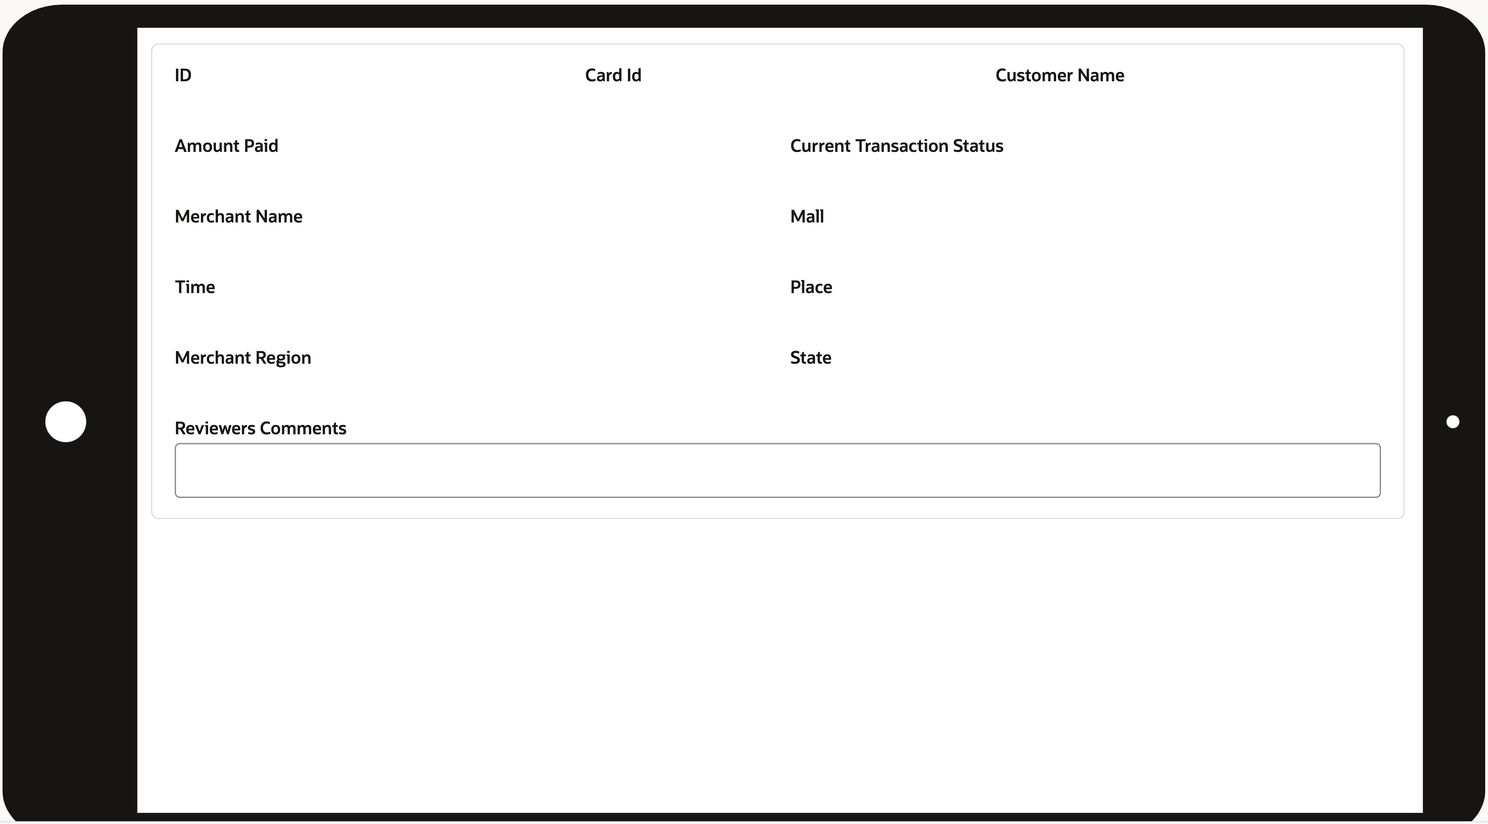 ID Card Id Customer Name
Amount Paid Current Transaction Status
Merchant Name Mall
Time Place
Merchant Region State
Reviewers Comments